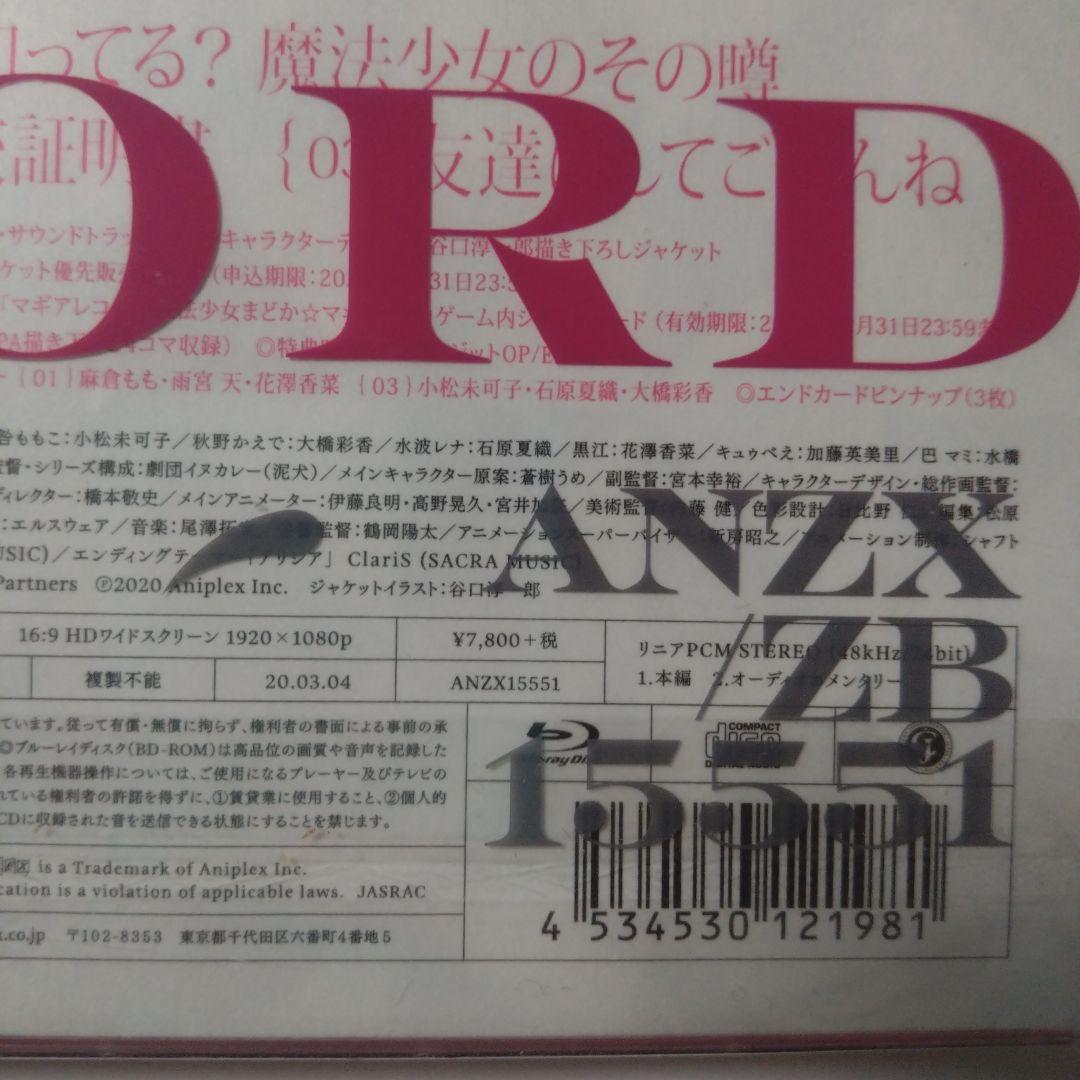 ORD
ってる? 魔法少女のその噂
証明 {03 友達 してご んね
・サウンドトラッ キャラクターデ 谷口淳一郎描き下ろしジャケット
ケット優先販売 (申込期限:20 31日23:5
「マギアレコ 法少女まどか☆マギ ゲーム内シ ード (有効期限:2 月31日23:59
PA描き下 4コマ収録) ◎特典 ジットOP/E
{01}麻倉もも・雨宮 天・花澤香菜 {03}小松未可子・石原夏織・大橋彩香 ◎エンドカードピンナップ(3枚)
ももこ:小松未可子/秋野かえで:大橋彩香/水波レナ:石原夏織/黒江:花澤香菜/キュゥべえ:加藤英美里/巴 マミ:水橋
監督・シリーズ構成:劇団イヌカレー(泥犬)/メインキャラクター原案:蒼樹うめ/副監督:宮本幸裕/キャラクターデザイン・総作画監督:
ディレクター:橋本敬史/メインアニメーター:伊藤良明・高野晃久・宮井加 /美術監督: 藤 健/色彩設計:日比野 仁/編集:松原
:エルスウェア/音楽:尾澤拓 監督:鶴岡陽太/アニメーションスーパーバイザー:新房昭之/アニメーション制作:シャフト
USIC)/エンディングテーマ「アリシア」ClariS (SACRA MUSIC)
Partners ℗2020 Aniplex Inc. ジャケットイラスト:谷口淳一郎
ANZX
/ZB
15551
16:9 HDワイドスクリーン 1920×1080p
¥7,800+税
リニアPCM STEREO (48kHz/24bit)
1.本編 2.オーディオコメンタリー
複製不能
20.03.04
ANZX15551
ています。従って有償・無償に拘らず、権利者の書面による事前の承
◎ブルーレイディスク(BD-ROM)は高品位の画質や音声を記録した
各再生機器操作については、ご使用になるプレーヤー及びテレビの
れている権利者の許諾を得ずに、①賃貸業に使用すること、②個人的
CDに収録された音を送信できる状態にすることを禁じます。
Blu-ray Disc
COMPACT
disc
DIGITAL AUDIO
is a Trademark of Aniplex Inc.
cation is a violation of applicable laws. JASRAC
x.co.jp 〒102-8353 東京都千代田区六番町4番地5
4 534530 121981